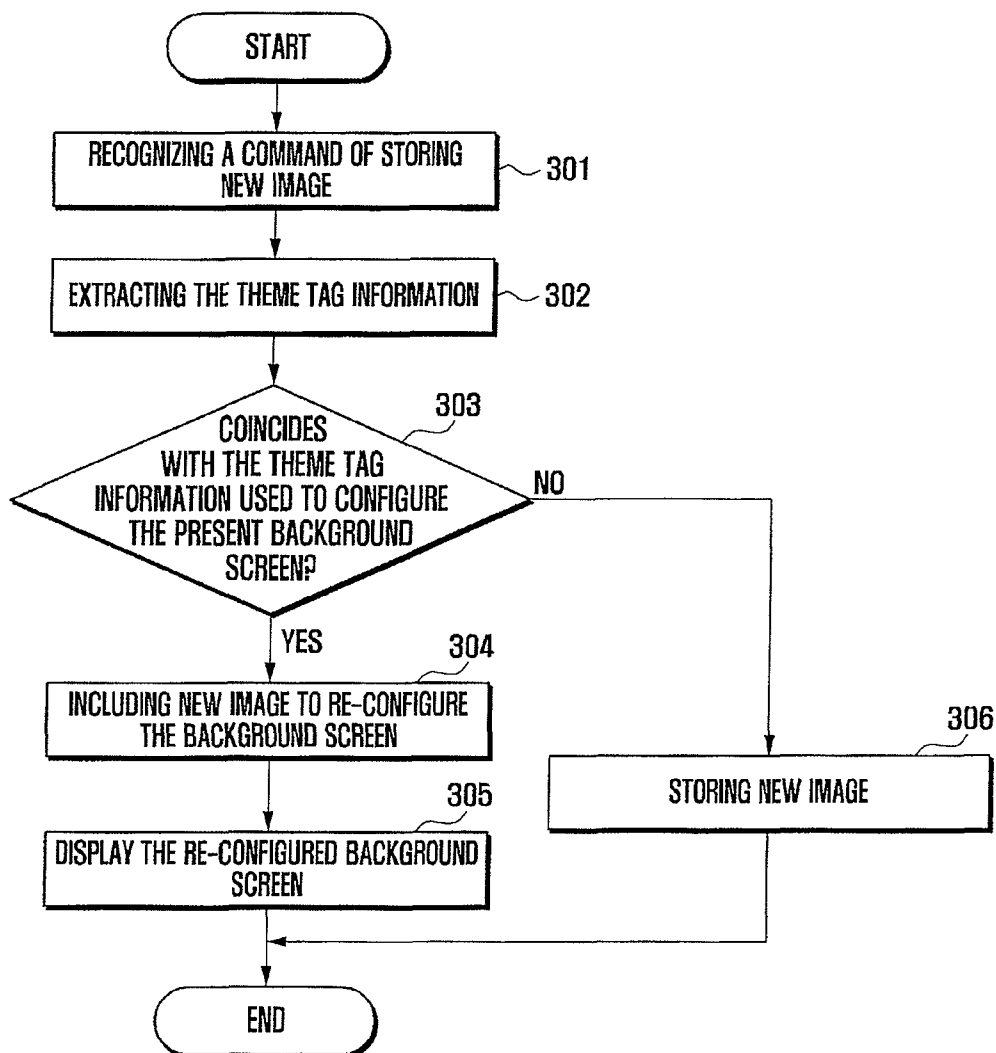 START
RECOGNIZING A COMMAND OF STORING
NEW IMAGE
301
EXTRACTING THE THEME TAG INFORMATION
302
303
COINCIDES
WITH THE THEME TAG
INFORMATION USED TO CONFIGURE
THE PRESENT BACKGROUND
SCREEN?
NO
YES
304
INCLUDING NEW IMAGE TO RE-CONFIGURE
THE BACKGROUND SCREEN
306
STORING NEW IMAGE
305
DISPLAY THE RE-CONFIGURED BACKGROUND
SCREEN
END